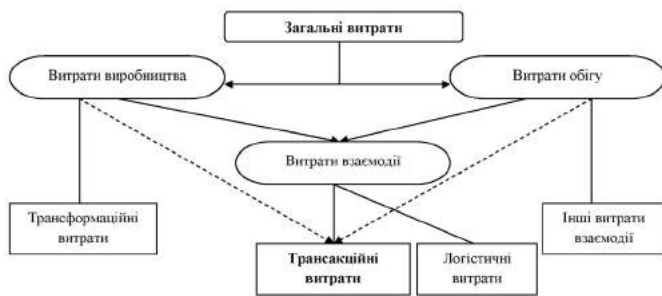 Загальні витрати
Витрати виробництва
Витрати обігу
Витрати взаємодії
Трансформаційні
витрати
Інші витрати
взаємодії
Трансакційні
витрати
Логістичні
витрати